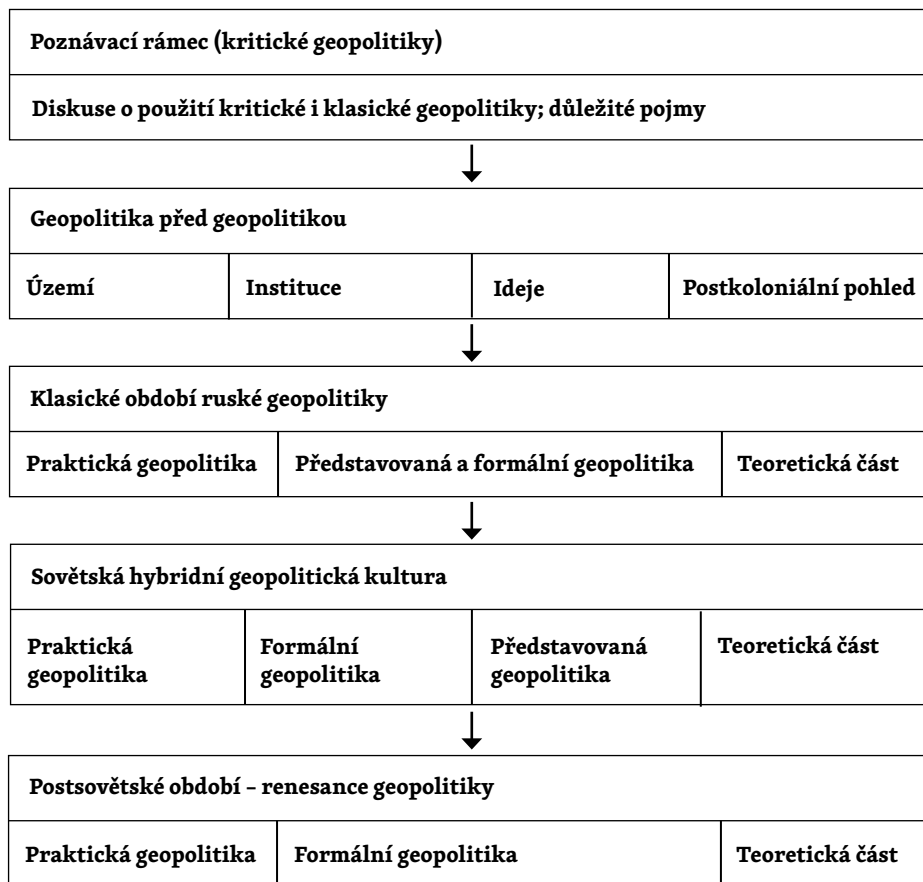 Poznávací rámec (kritické geopolitiky)
Diskuse o použití kritické i klasické geopolitiky; důležité pojmy
Geopolitika před geopolitikou
Území
Instituce
Ideje
Postkoloniální pohled
Klasické období ruské geopolitiky
Praktická geopolitika
Představovaná a formální geopolitika
Teoretická část
Sovětská hybridní geopolitická kultura
Praktická
geopolitika
Formální
geopolitika
Představovaná
geopolitika
Teoretická část
Postsovětské období – renesance geopolitiky
Praktická geopolitika
Formální geopolitika
Teoretická část